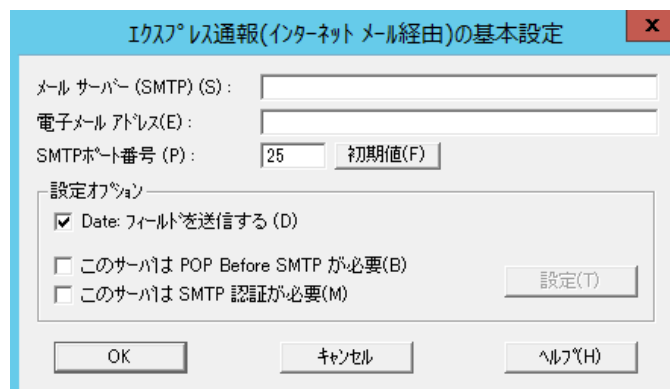 エクスプレス通報(インターネット メール経由)の基本設定
x
メール サーバー (SMTP) (S) :
電子メール アドレス(E) :
SMTPポート番号 (P) : 25 初期値(F)
設定オプション
Date: フィールドを送信する (D)
このサーバは POP Before SMTP が必要(B)
設定(T)
このサーバは SMTP 認証が必要(M)
OK キャンセル ヘルプ(H)